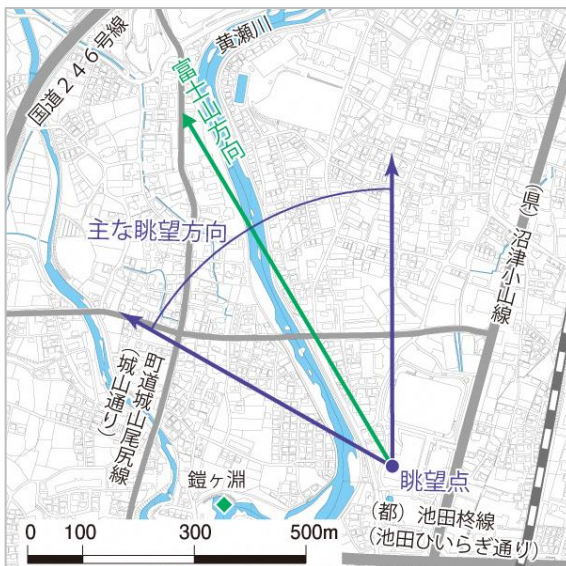 黄瀬川
国道246号線
富士山方向
主な眺望方向
(県)沼津小山線
町道城山尾尻線
(城山通り)
鎧ヶ淵
眺望点
(都)池田柊線
(池田ひいらぎ通り)
0 100 300 500m